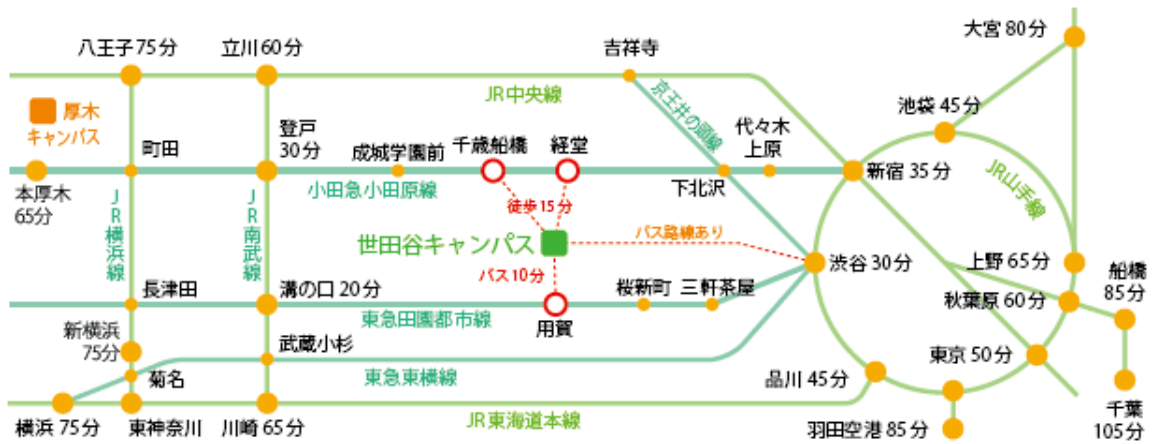 大宮 80分
八王子 75分
立川 60分
吉祥寺
JR中央線
京王井の頭線
池袋 45分
厚木
キャンパス
町田
登戸
30分
成城学園前
千歳船橋
経堂
代々木
上原
新宿 35分
JR山手線
本厚木
65分
小田急小田原線
下北沢
JR横浜線
JR南武線
徒歩15分
世田谷キャンパス
バス路線あり
渋谷 30分
上野 65分
船橋
85分
バス10分
長津田
溝の口 20分
桜新町
三軒茶屋
秋葉原 60分
東急田園都市線
用賀
新横浜
75分
武蔵小杉
東京 50分
菊名
東急東横線
品川 45分
横浜 75分
東神奈川
川崎 65分
JR東海道本線
羽田空港 85分
千葉
105分